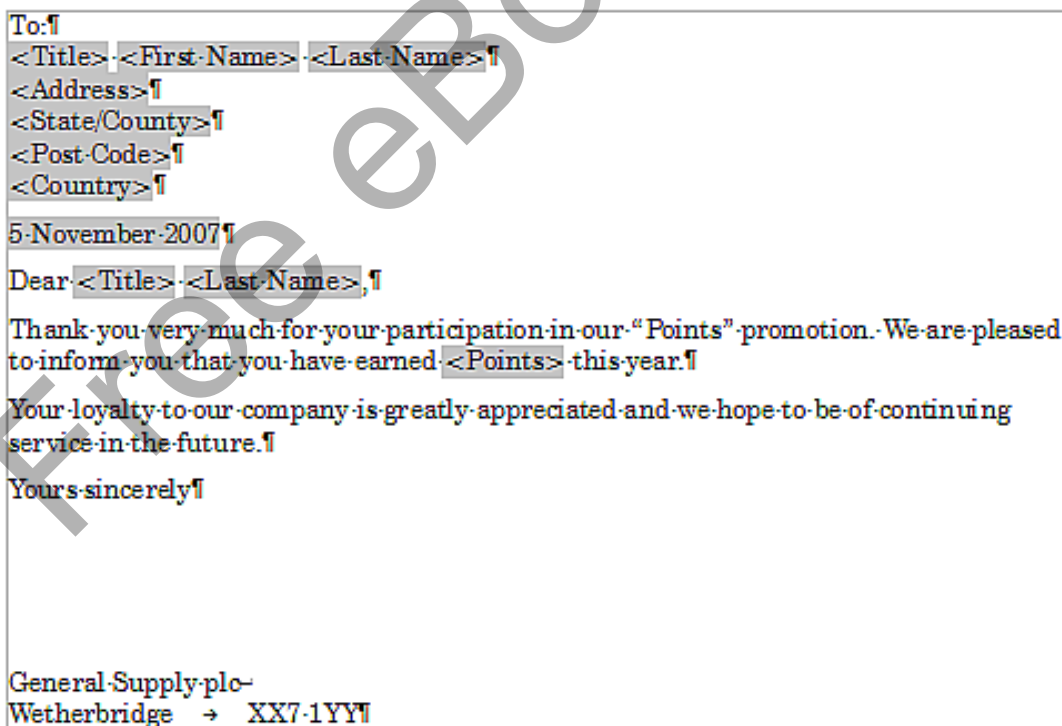 To:¶
<Title> <First Name> <Last Name>¶
<Address>¶
<State/County>¶
<Post Code>¶
<Country>¶
5 November 2007¶
Dear <Title> <Last Name>,¶
Thank you very much for your participation in our “Points” promotion. We are pleased
to inform you that you have earned <Points> this year.¶
Your loyalty to our company is greatly appreciated and we hope to be of continuing
service in the future.¶
Yours sincerely¶
General Supply plc↵
Wetherbridge → XX7 1YY¶
Free eBo